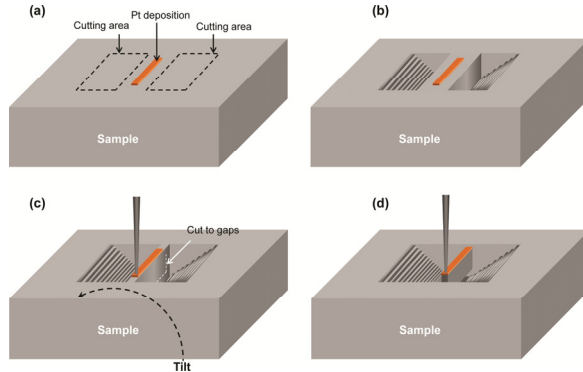 (a)
Pt deposition
Cutting area
Cutting area
Sample
(b)
Sample
(c)
Cut to gaps
Sample
Tilt
(d)
Sample